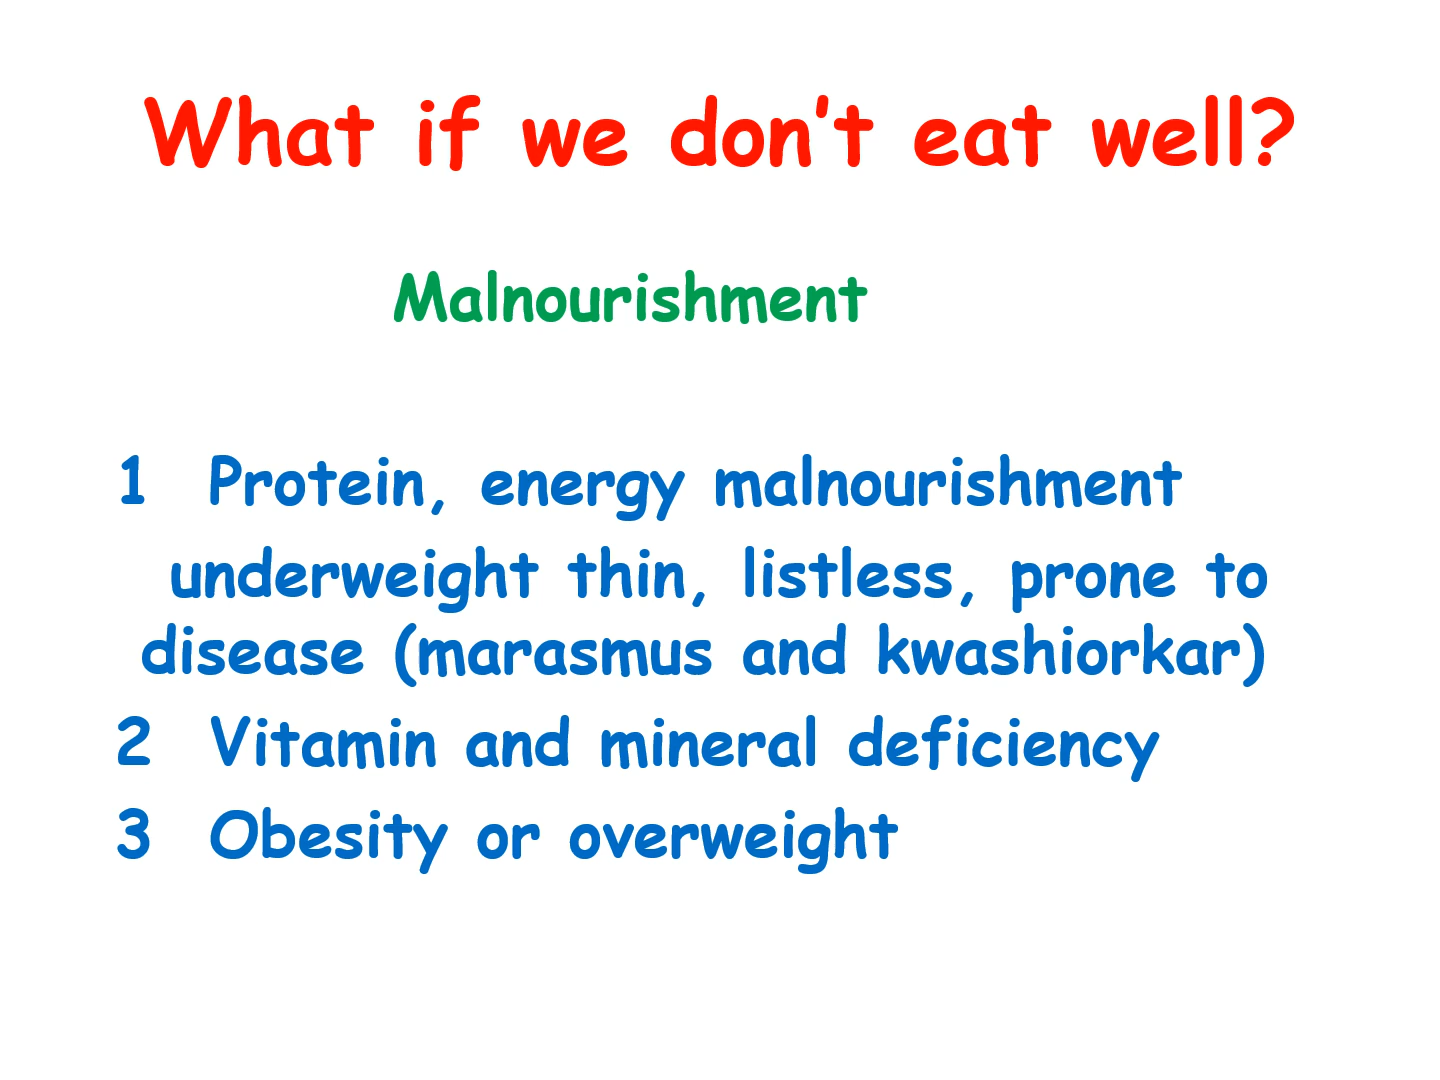 What if we don’t eat well?
Malnourishment
1 Protein, energy malnourishment
underweight thin, listless, prone to
disease (marasmus and kwashiorkar)
2 Vitamin and mineral deficiency
3 Obesity or overweight